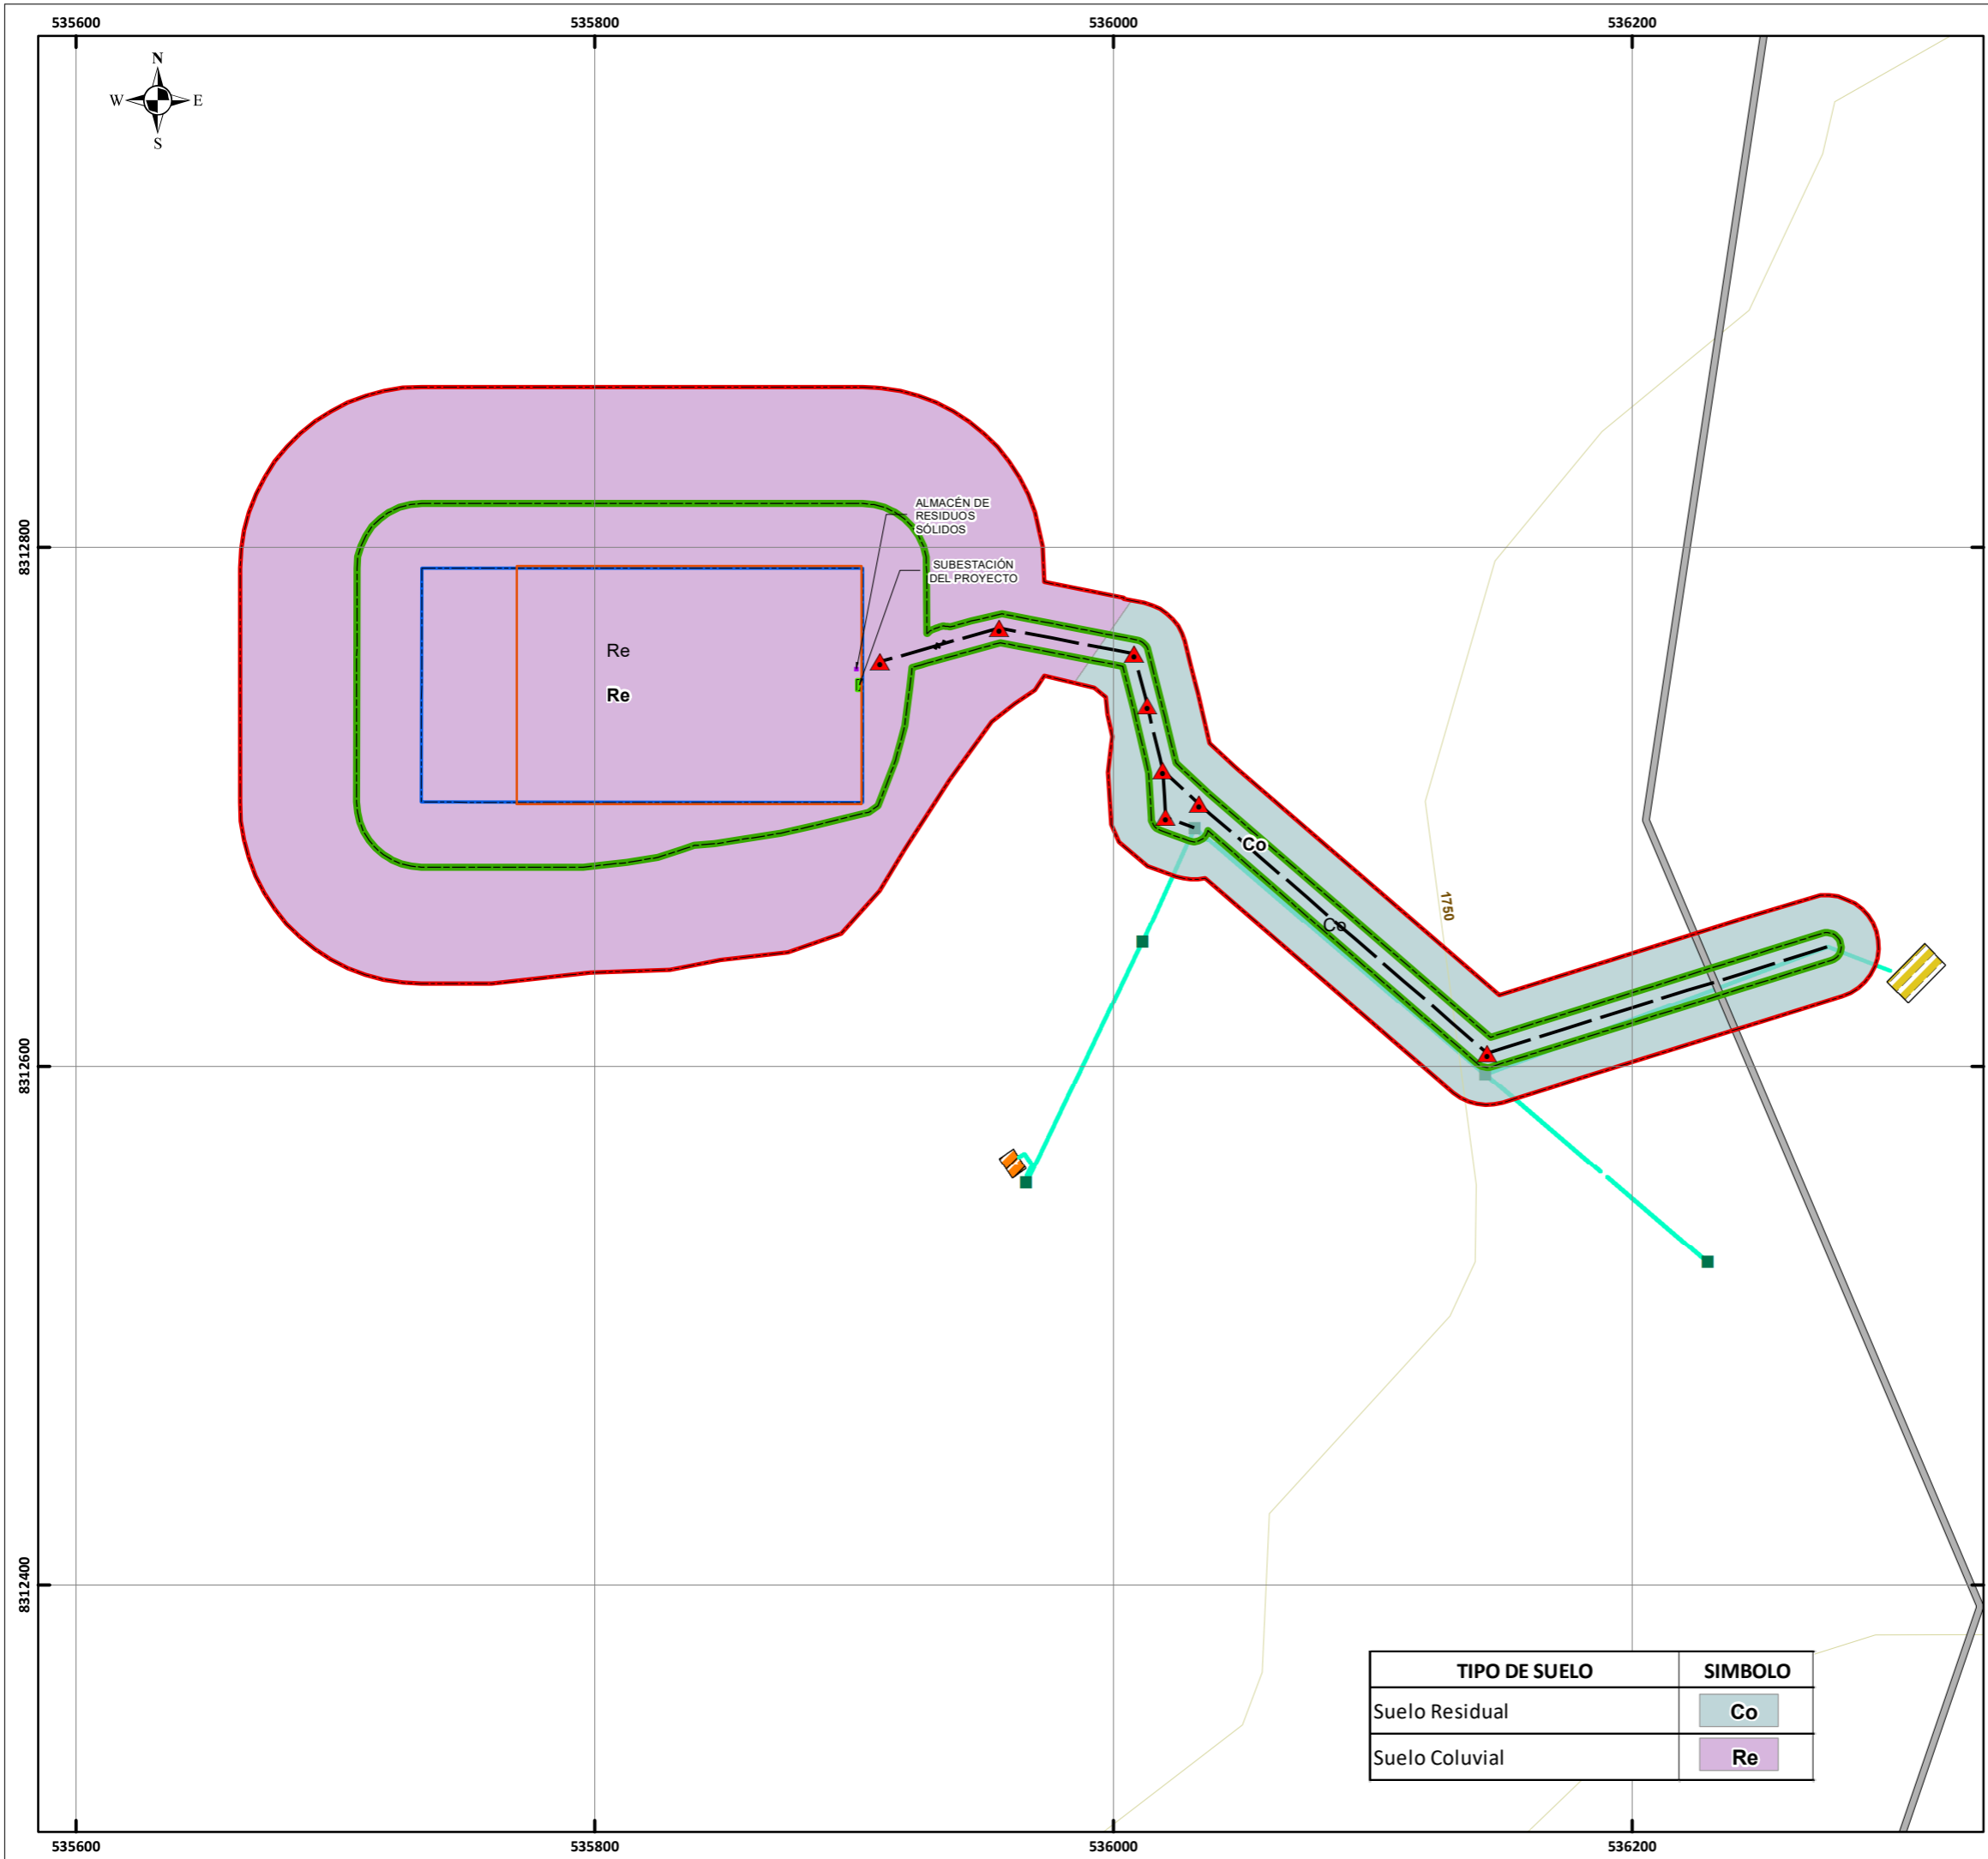 535600
535800
536000
536200
N
W
E
S
ALMACÉN DE
RESIDUOS
SÓLIDOS
8312800
SUBESTACIÓN
DEL PROYECTO
Re
Re
Co
Co
1750
8312600
8312400
TIPO DE SUELO
SIMBOLO
Suelo Residual
Co
Suelo Coluvial
Re
535600
535800
536000
536200